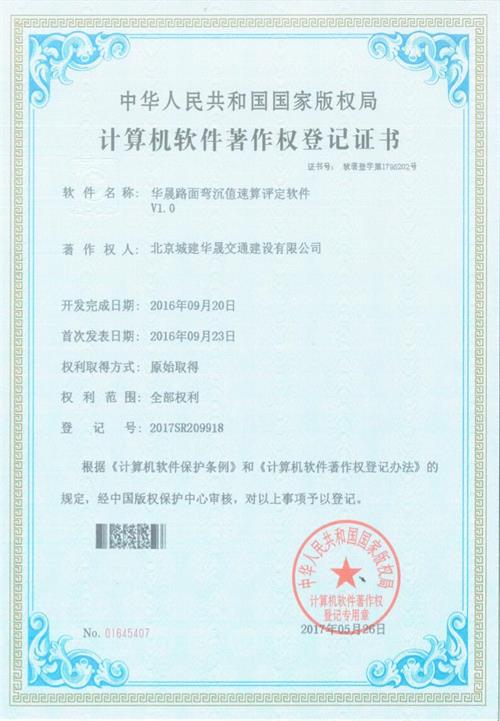 中华人民共和国国家版权局
计算机软件著作权登记证书
证书号： 软著登字第1795202号
软 件 名 称： 华晟路面弯沉值速算评定软件
V1.0
著 作 权 人： 北京城建华晟交通建设有限公司
开发完成日期： 2016年09月20日
首次发表日期： 2016年09月23日
权利取得方式： 原始取得
权 利 范 围： 全部权利
登 记 号： 2017SR209918
根据《计算机软件保护条例》和《计算机软件著作权登记办法》的
规定，经中国版权保护中心审核，对以上事项予以登记。
中华人民共和国国家版权局
计算机软件著作权
登记专用章
2017年05月26日
No. 01645407